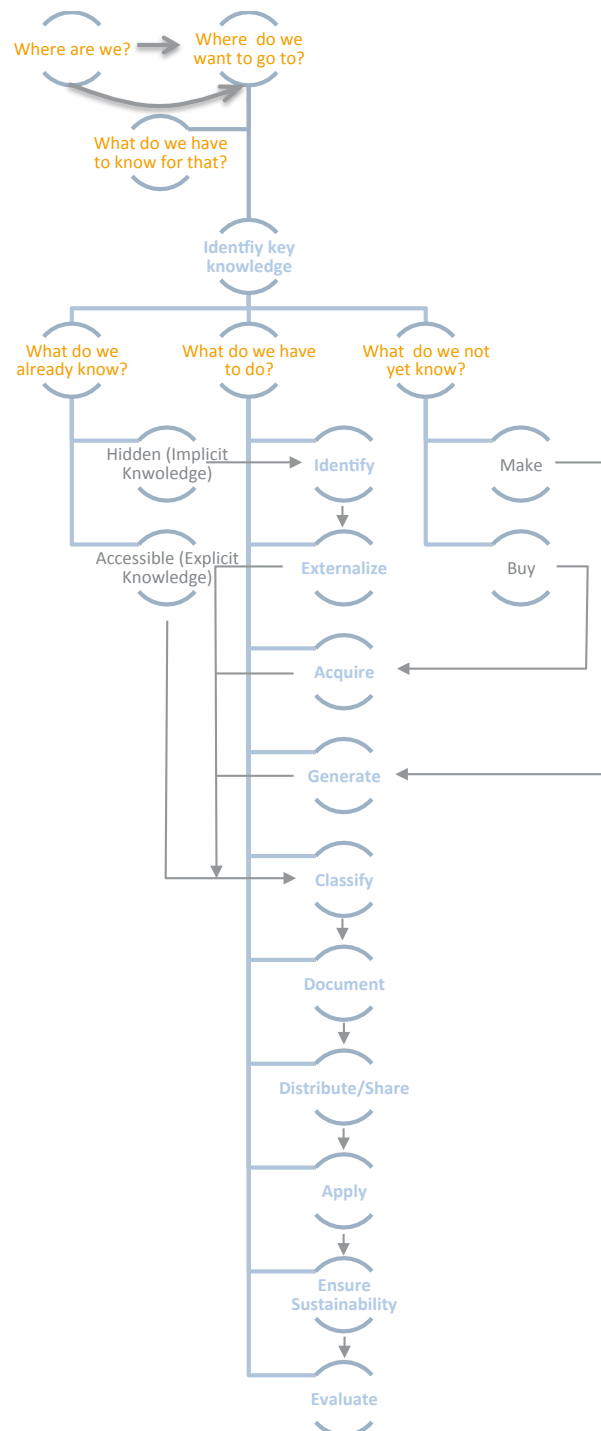 Where are we?
Where  do we
want to go to?
What do we have
to know for that?
Identfiy key
knowledge
What do we
already know?
What do we have
to do?
What  do we not
yet know?
Hidden (Implicit
Knwoledge)
Identify
Make
Accessible (Explicit
Knowledge)
Externalize
Buy
Acquire
Generate
Classify
Document
Distribute/Share
Apply
Ensure
Sustainability
Evaluate